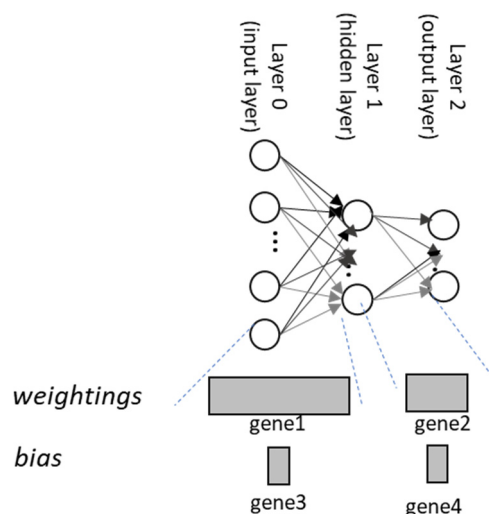 Layer 0
(input layer)
Layer 1
(hidden layer)
Layer 2
(output layer)
weightings
gene1
gene2
bias
gene3
gene4